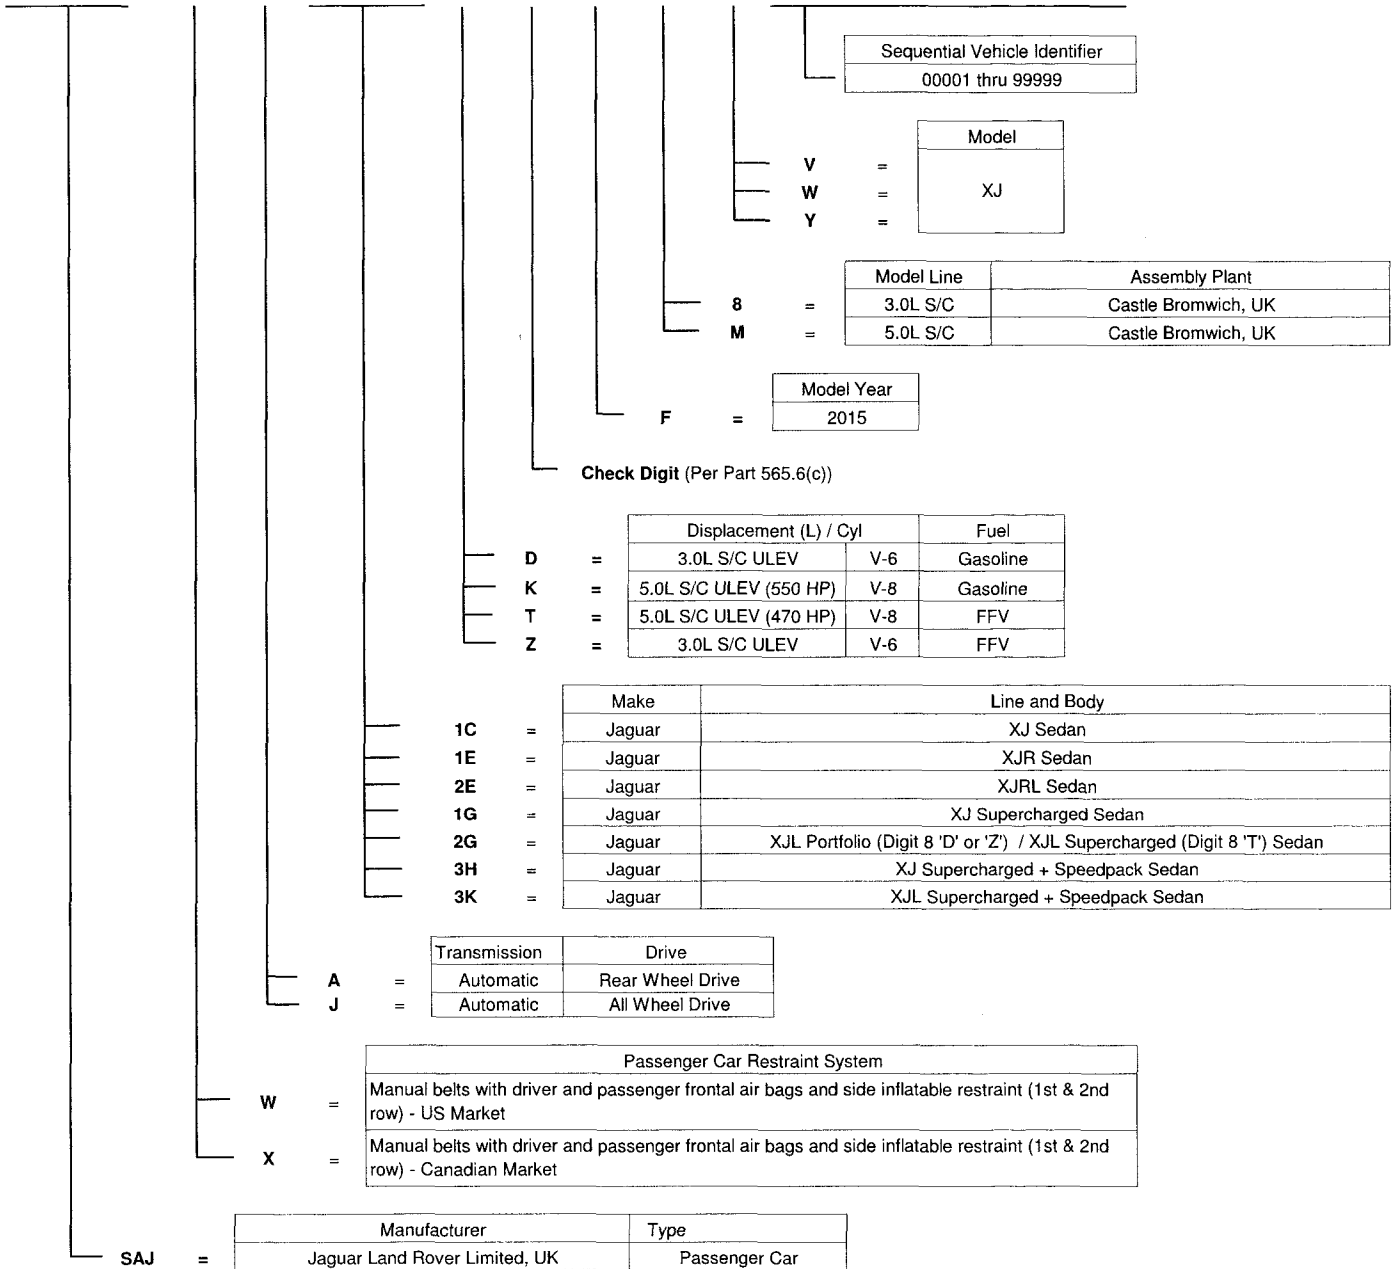 Sequential Vehicle Identifier
00001 thru 99999
Model
V =
W = XJ
Y =
Model Line Assembly Plant
8 = 3.0L S/C Castle Bromwich, UK
M = 5.0L S/C Castle Bromwich, UK
Model Year
F = 2015
Check Digit (Per Part 565.6(c))
Displacement (L) / Cyl Fuel
D = 3.0L S/C ULEV V-6 Gasoline
K = 5.0L S/C ULEV (550 HP) V-8 Gasoline
T = 5.0L S/C ULEV (470 HP) V-8 FFV
Z = 3.0L S/C ULEV V-6 FFV
Make Line and Body
1C = Jaguar XJ Sedan
1E = Jaguar XJR Sedan
2E = Jaguar XJRL Sedan
1G = Jaguar XJ Supercharged Sedan
2G = Jaguar XJL Portfolio (Digit 8 'D' or 'Z') / XJL Supercharged (Digit 8 'T') Sedan
3H = Jaguar XJ Supercharged + Speedpack Sedan
3K = Jaguar XJL Supercharged + Speedpack Sedan
Transmission Drive
A = Automatic Rear Wheel Drive
J = Automatic All Wheel Drive
Passenger Car Restraint System
W = Manual belts with driver and passenger frontal air bags and side inflatable restraint (1st & 2nd
row) - US Market
X = Manual belts with driver and passenger frontal air bags and side inflatable restraint (1st & 2nd
row) - Canadian Market
Manufacturer Type
SAJ = Jaguar Land Rover Limited, UK Passenger Car